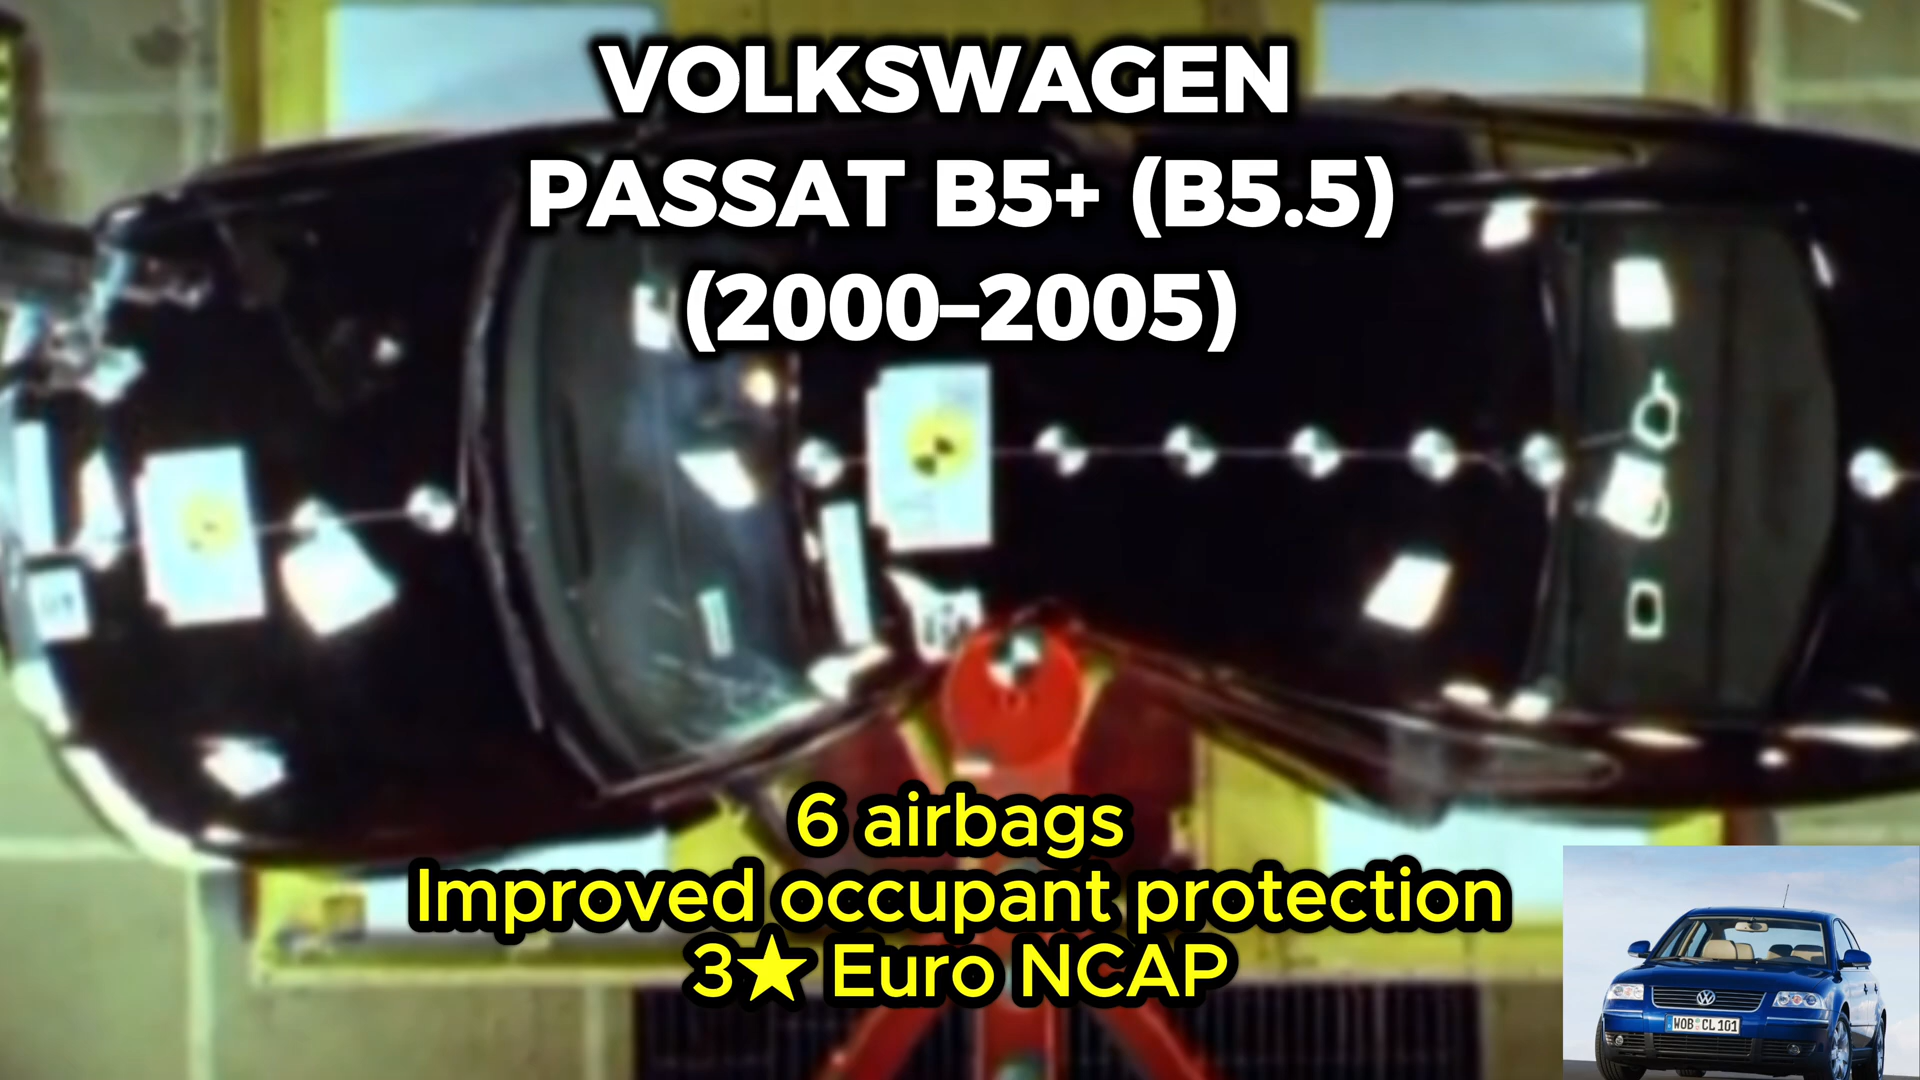 VOLKSWAGEN
PASSAT B5+ (B5.5)
(2000–2005)
6 airbags
Improved occupant protection
3★ Euro NCAP
WOB CL 101